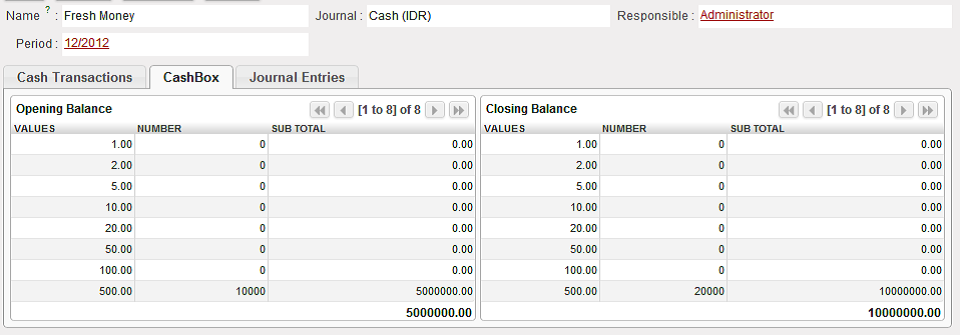 Name ? : Fresh Money Journal : Cash (IDR) Responsible : Administrator
Period : 12/2012
Cash Transactions CashBox Journal Entries
Opening Balance [1 to 8] of 8 Closing Balance [1 to 8] of 8
VALUES NUMBER SUB TOTAL VALUES NUMBER SUB TOTAL
1.00 0 0.00 1.00 0 0.00
2.00 0 0.00 2.00 0 0.00
5.00 0 0.00 5.00 0 0.00
10.00 0 0.00 10.00 0 0.00
20.00 0 0.00 20.00 0 0.00
50.00 0 0.00 50.00 0 0.00
100.00 0 0.00 100.00 0 0.00
500.00 10000 5000000.00 500.00 20000 10000000.00
5000000.00 10000000.00